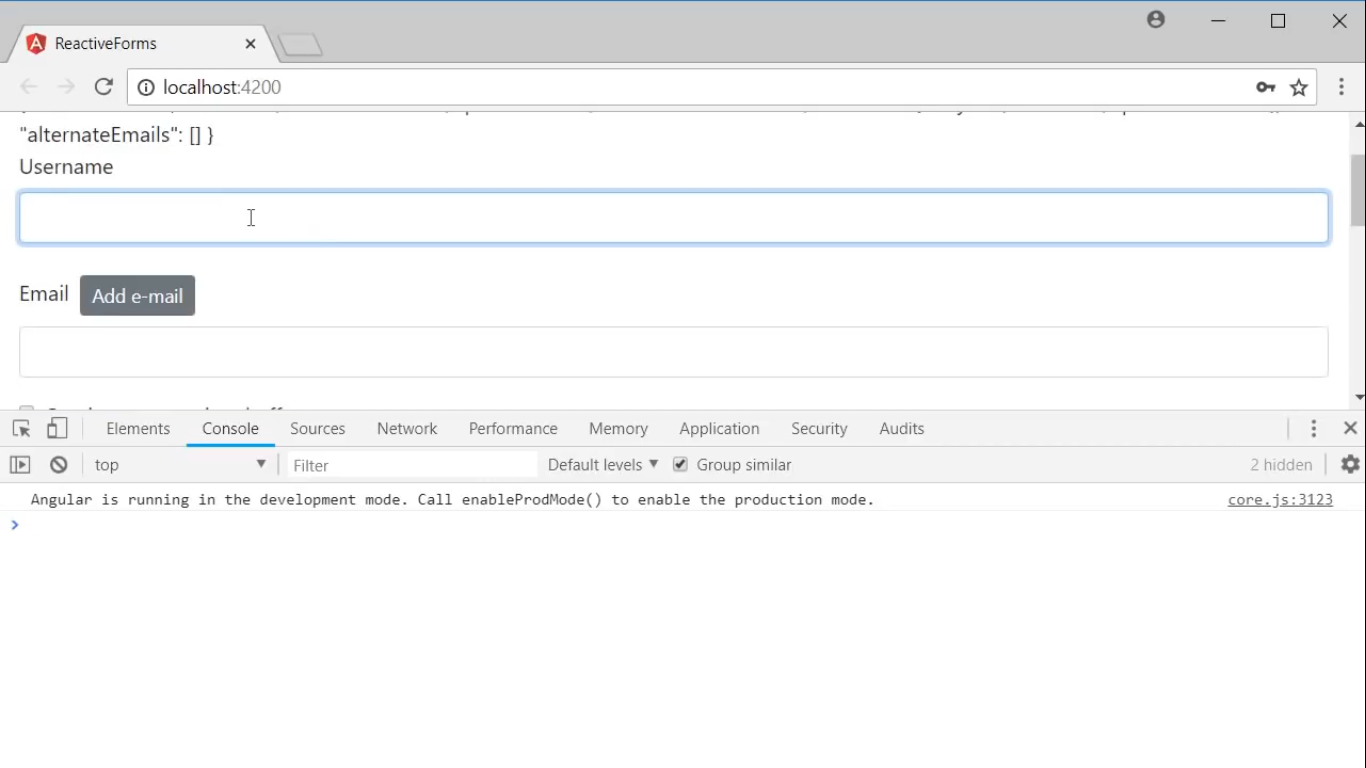 ReactiveForms
localhost:4200
"alternateEmails": [] }
Username
Email Add e-mail
Elements Console Sources Network Performance Memory Application Security Audits
top Filter Default levels Group similar 2 hidden
Angular is running in the development mode. Call enableProdMode() to enable the production mode. core.js:3123